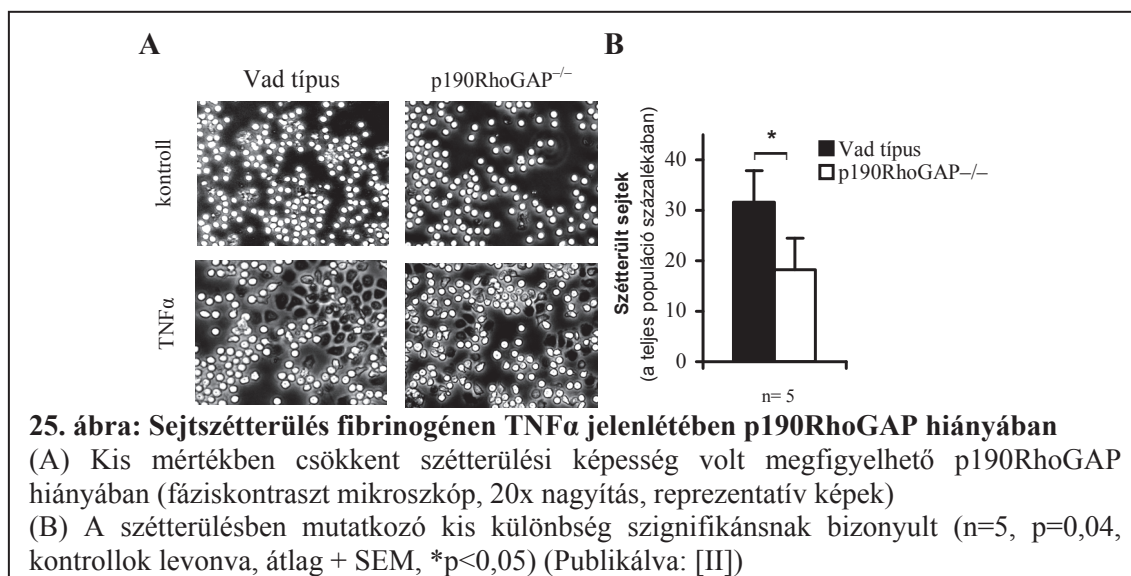 A
B
Vad típus
p190RhoGAP–/–
kontroll
TNFα
Szétterült sejtek
(a teljes populáció százalékában)
40
30
20
10
0
*
Vad típus
p190RhoGAP–/–
n= 5
25. ábra: Sejtszétterülés fibrinogénen TNFα jelenlétében p190RhoGAP hiányában
(A) Kis mértékben csökkent szétterülési képesség volt megfigyelhető p190RhoGAP
hiányában (fáziskontraszt mikroszkóp, 20x nagyítás, reprezentatív képek)
(B) A szétterülésben mutatkozó kis különbség szignifikánsnak bizonyult (n=5, p=0,04,
kontrollok levonva, átlag + SEM, *p<0,05) (Publikálva: [II])